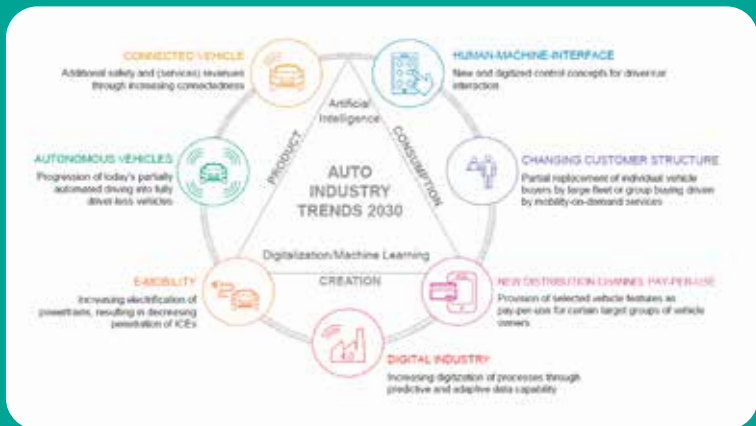 CONNECTED VEHICLE
Additional safety and (services) revenues
through increasing connectedness
HUMAN-MACHINE-INTERFACE
New and digitized control concepts for driver/car
interaction
Artificial
Intelligence
PRODUCT
CONSUMPTION
AUTONOMOUS VEHICLES
Progression of today's partially
automated driving into fully
driver-less vehicles
AUTO
INDUSTRY
TRENDS 2030
CHANGING CUSTOMER STRUCTURE
Partial replacement of individual vehicle
buyers by large fleet or group buying driven
by mobility-on-demand services
Digitalization/Machine Learning
CREATION
E-MOBILITY
Increasing electrification of
powertrains, resulting in decreasing
penetration of ICEs
NEW DISTRIBUTION CHANNEL PAY-PER-USE
Provision of selected vehicle features as
pay-per-use for certain target groups of vehicle
owners
DIGITAL INDUSTRY
Increasing digitization of processes through
predictive and adaptive data capability